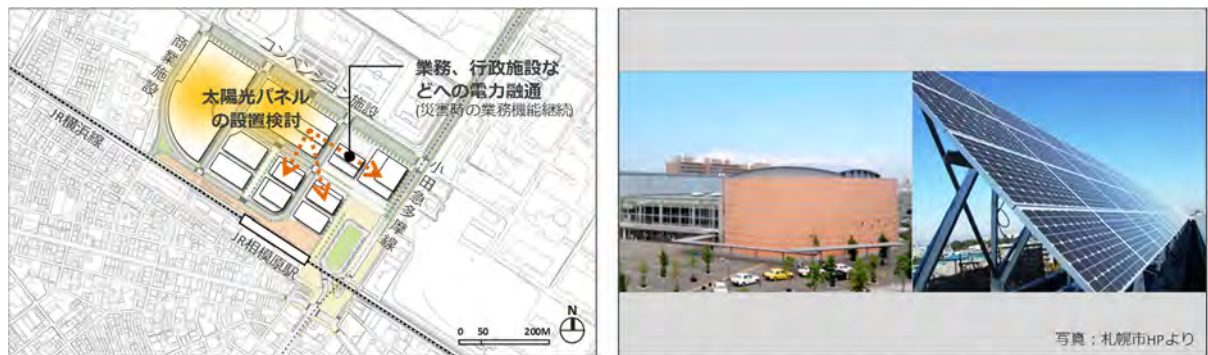 商業施設
コンベンション施設
業務、行政施設な
どへの電力融通
(災害時の業務機能継続)
太陽光パネル
の設置検討
JR横浜線
小田急多摩線
JR相模原駅
N
0 50 200M
写真：札幌市HPより